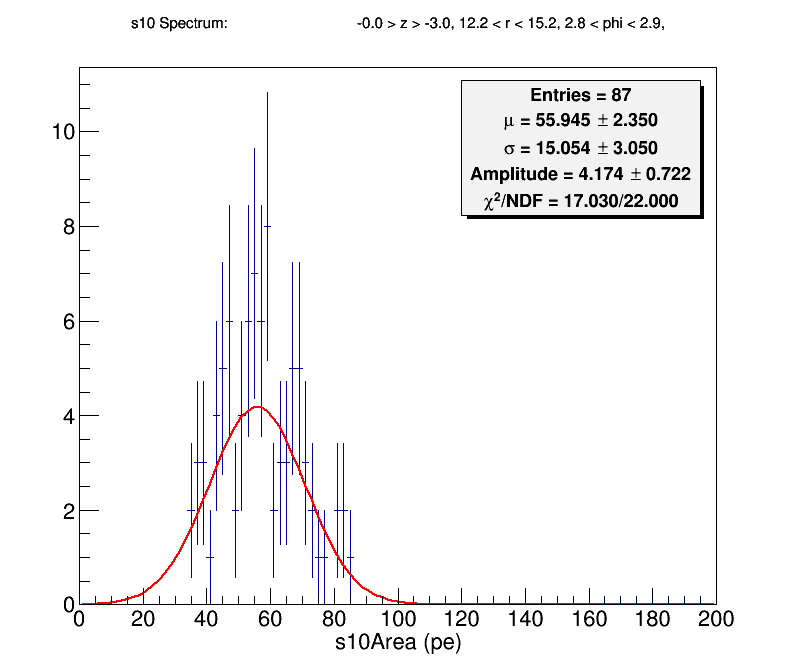 s10 Spectrum: -0.0 > z > -3.0, 12.2 < r < 15.2, 2.8 < phi < 2.9,
Entries = 87
μ = 55.945 ± 2.350
σ = 15.054 ± 3.050
Amplitude = 4.174 ± 0.722
χ²/NDF = 17.030/22.000
10
8
6
4
2
0
0 20 40 60 80 100 120 140 160 180 200
s10Area (pe)